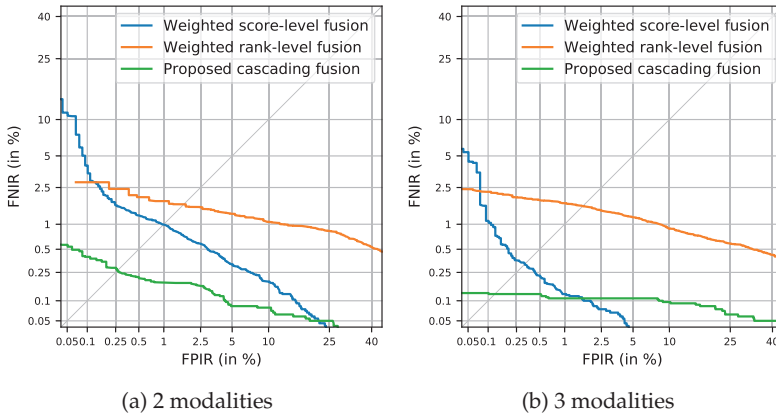 Weighted score-level fusion
Weighted rank-level fusion
Proposed cascading fusion
FNIR (in %)
40
25
10
5
2.5
1
0.5
0.25
0.1
0.05
0.05 0.1 0.25 0.5 1 2.5 5 10 25 40
FPIR (in %)
(a) 2 modalities
Weighted score-level fusion
Weighted rank-level fusion
Proposed cascading fusion
FNIR (in %)
40
25
10
5
2.5
1
0.5
0.25
0.1
0.05
0.05 0.1 0.25 0.5 1 2.5 5 10 25 40
FPIR (in %)
(b) 3 modalities